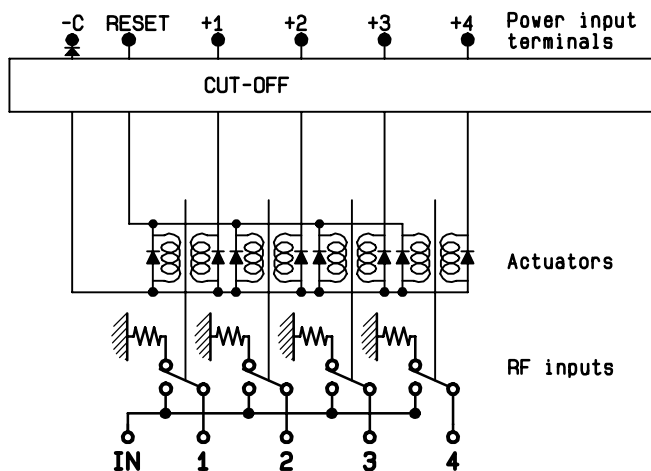 -C RESET +1 +2 +3 +4 Power input
terminals
CUT-OFF
Actuators
RF inputs
IN 1 2 3 4